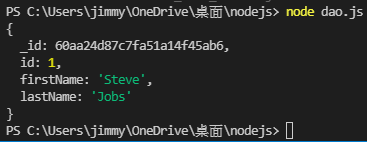 PS C:\Users\jimmy\OneDrive\桌面\nodejs> node dao.js
{
  _id: 60aa24d87c7fa51a14f45ab6,
  id: 1,
  firstName: 'Steve',
  lastName: 'Jobs'
}
PS C:\Users\jimmy\OneDrive\桌面\nodejs>